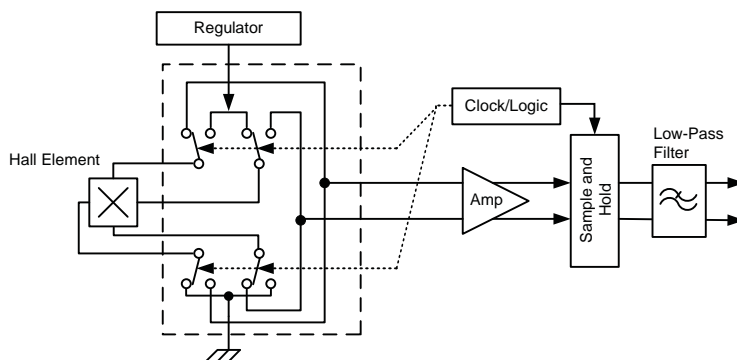 Regulator
Clock/Logic
Low-Pass
Filter
Hall Element
Amp
Sample and
Hold